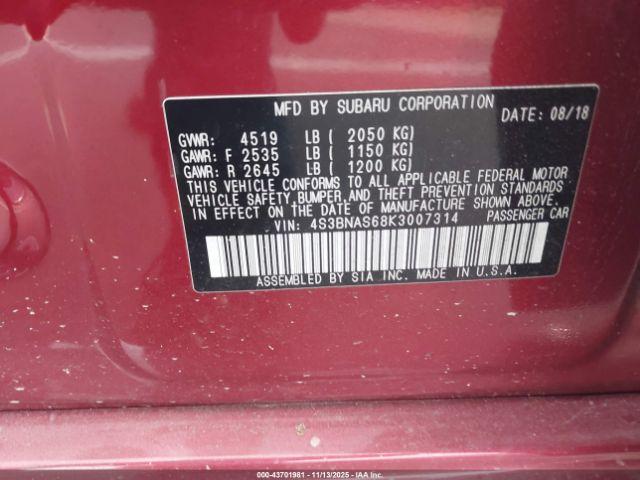 MFD BY SUBARU CORPORATION DATE: 08/18
GVWR: 4519 LB ( 2050 KG)
GAWR: F 2535 LB ( 1150 KG)
GAWR: R 2645 LB ( 1200 KG)
THIS VEHICLE CONFORMS TO ALL APPLICABLE FEDERAL MOTOR
VEHICLE SAFETY, BUMPER, AND THEFT PREVENTION STANDARDS
IN EFFECT ON THE DATE OF MANUFACTURE SHOWN ABOVE.
VIN: 4S3BNAS68K3007314 PASSENGER CAR
ASSEMBLED BY SIA INC. MADE IN U.S.A.
00-43701981 - 11/13/2025 - IAAI.CA